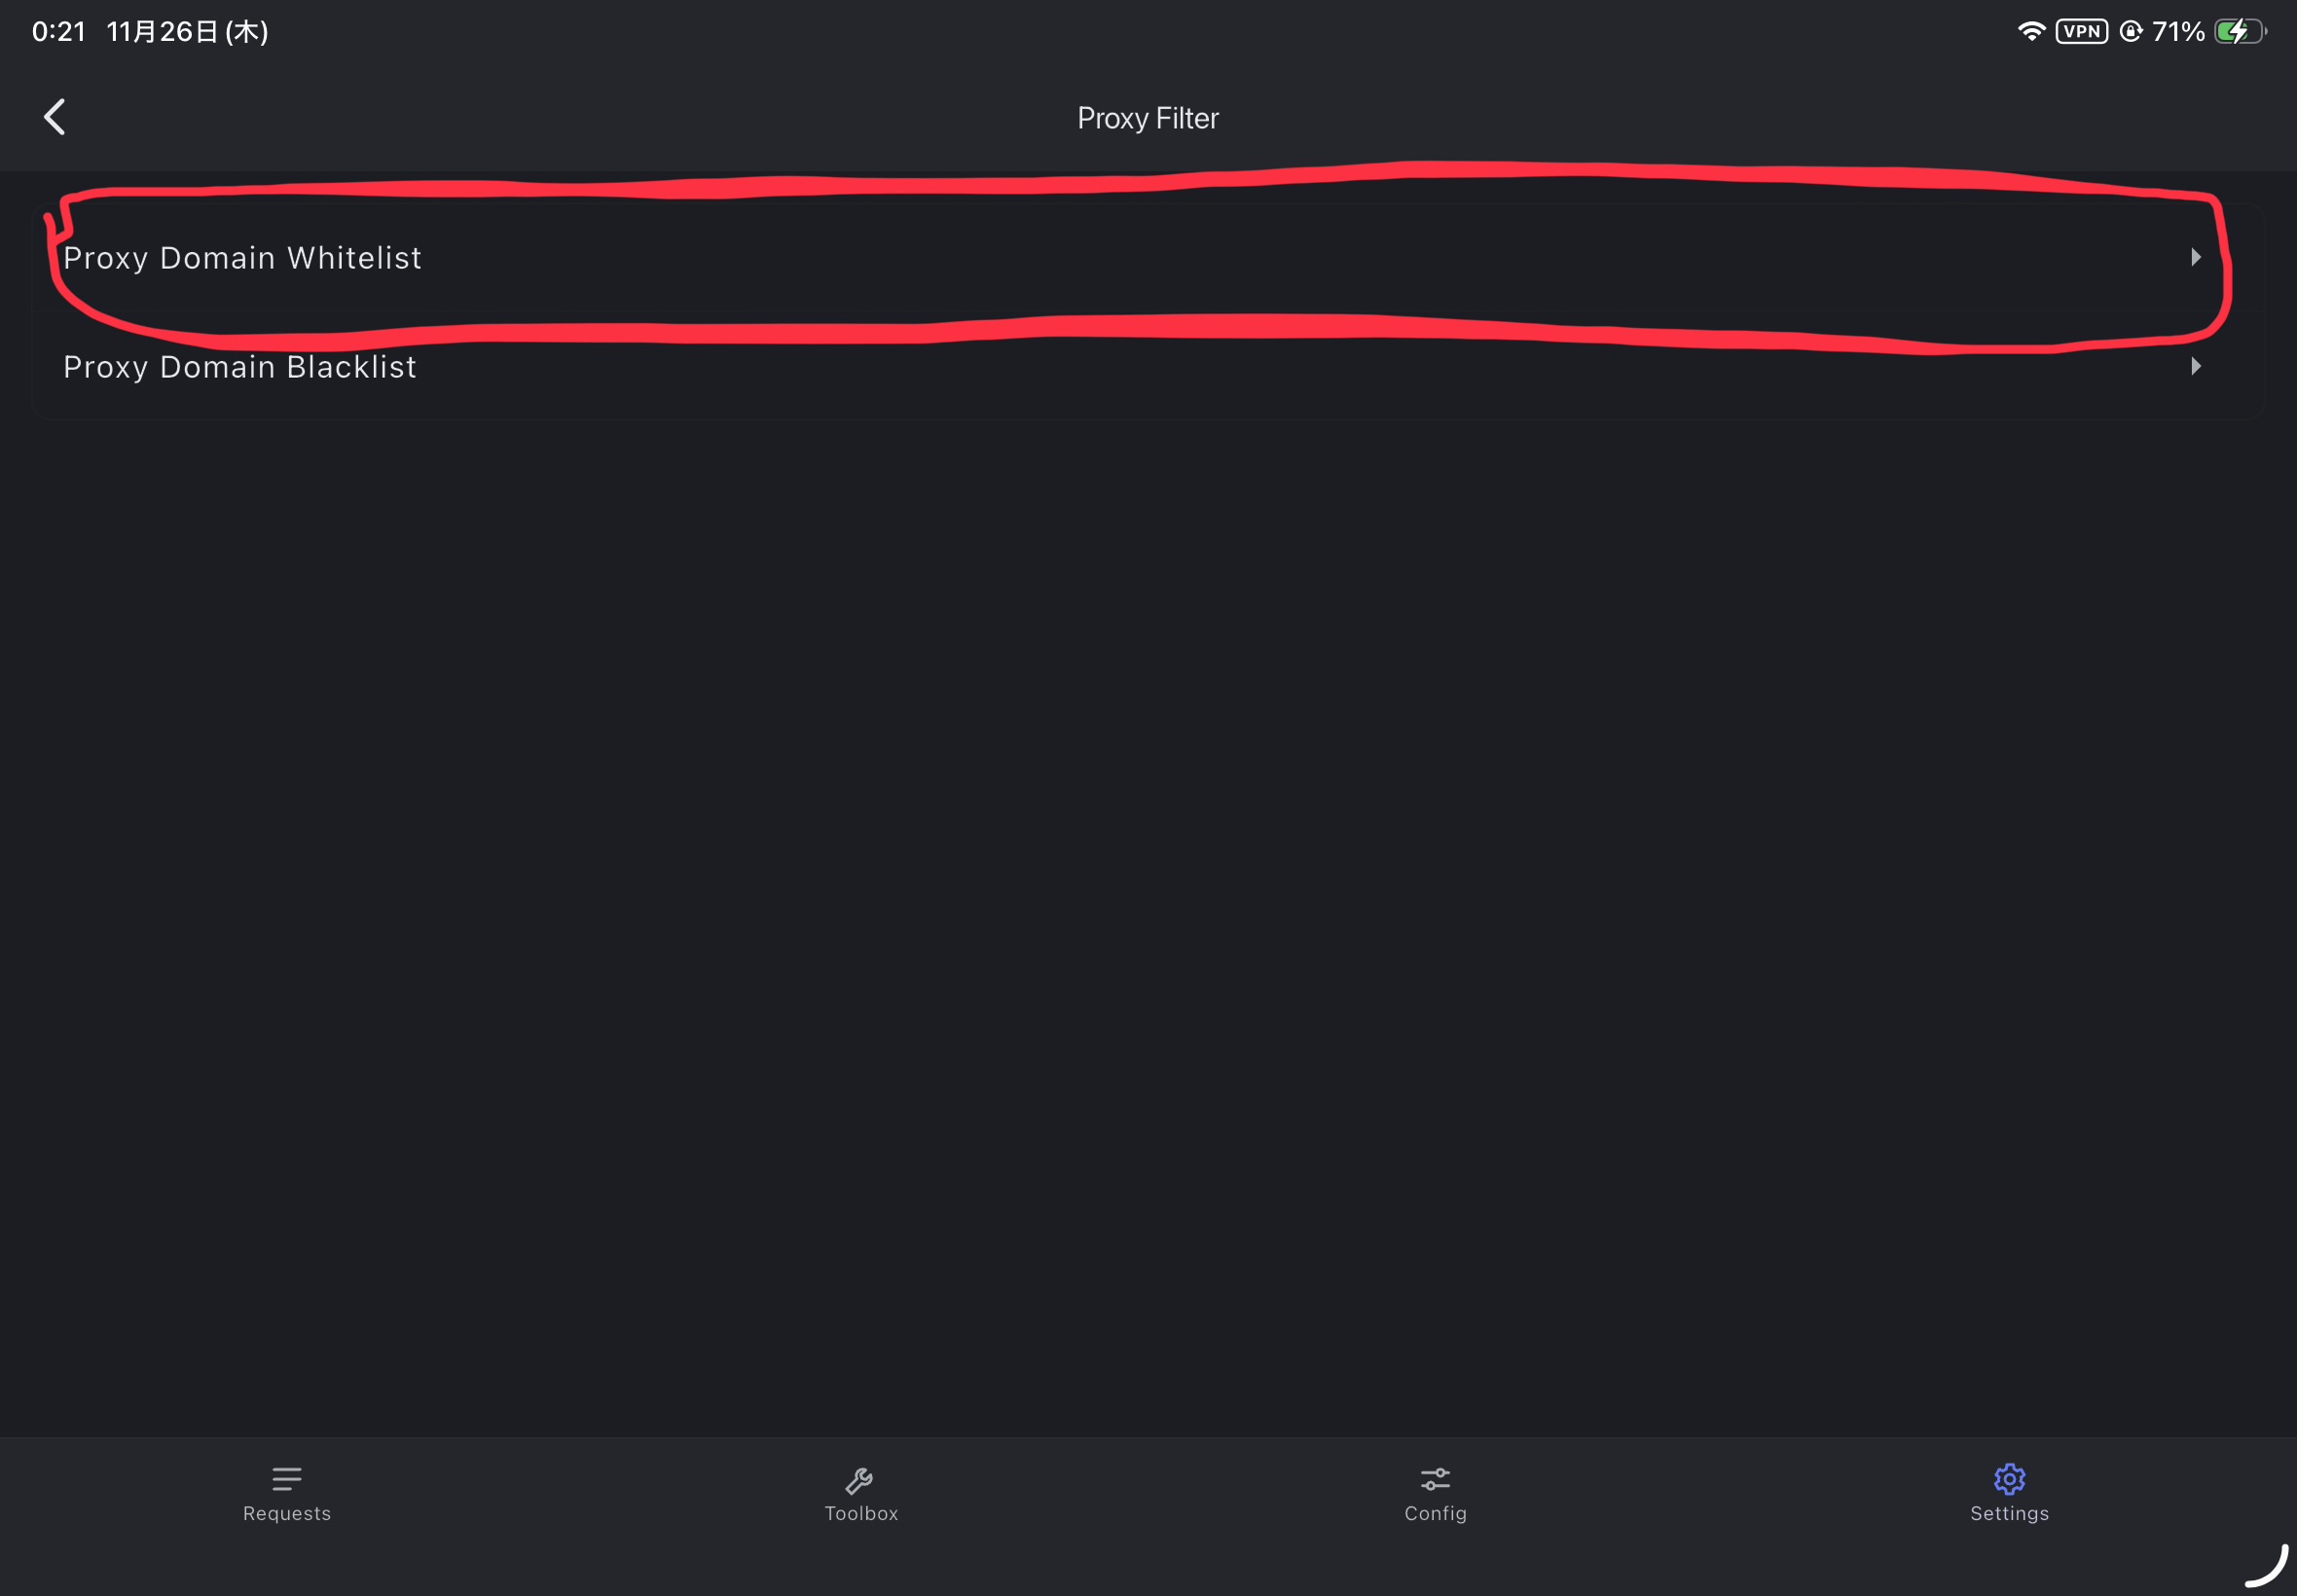 0:21 11月26日(木) VPN 71%
Proxy Filter
Proxy Domain Whitelist
Proxy Domain Blacklist
Requests Toolbox Config Settings